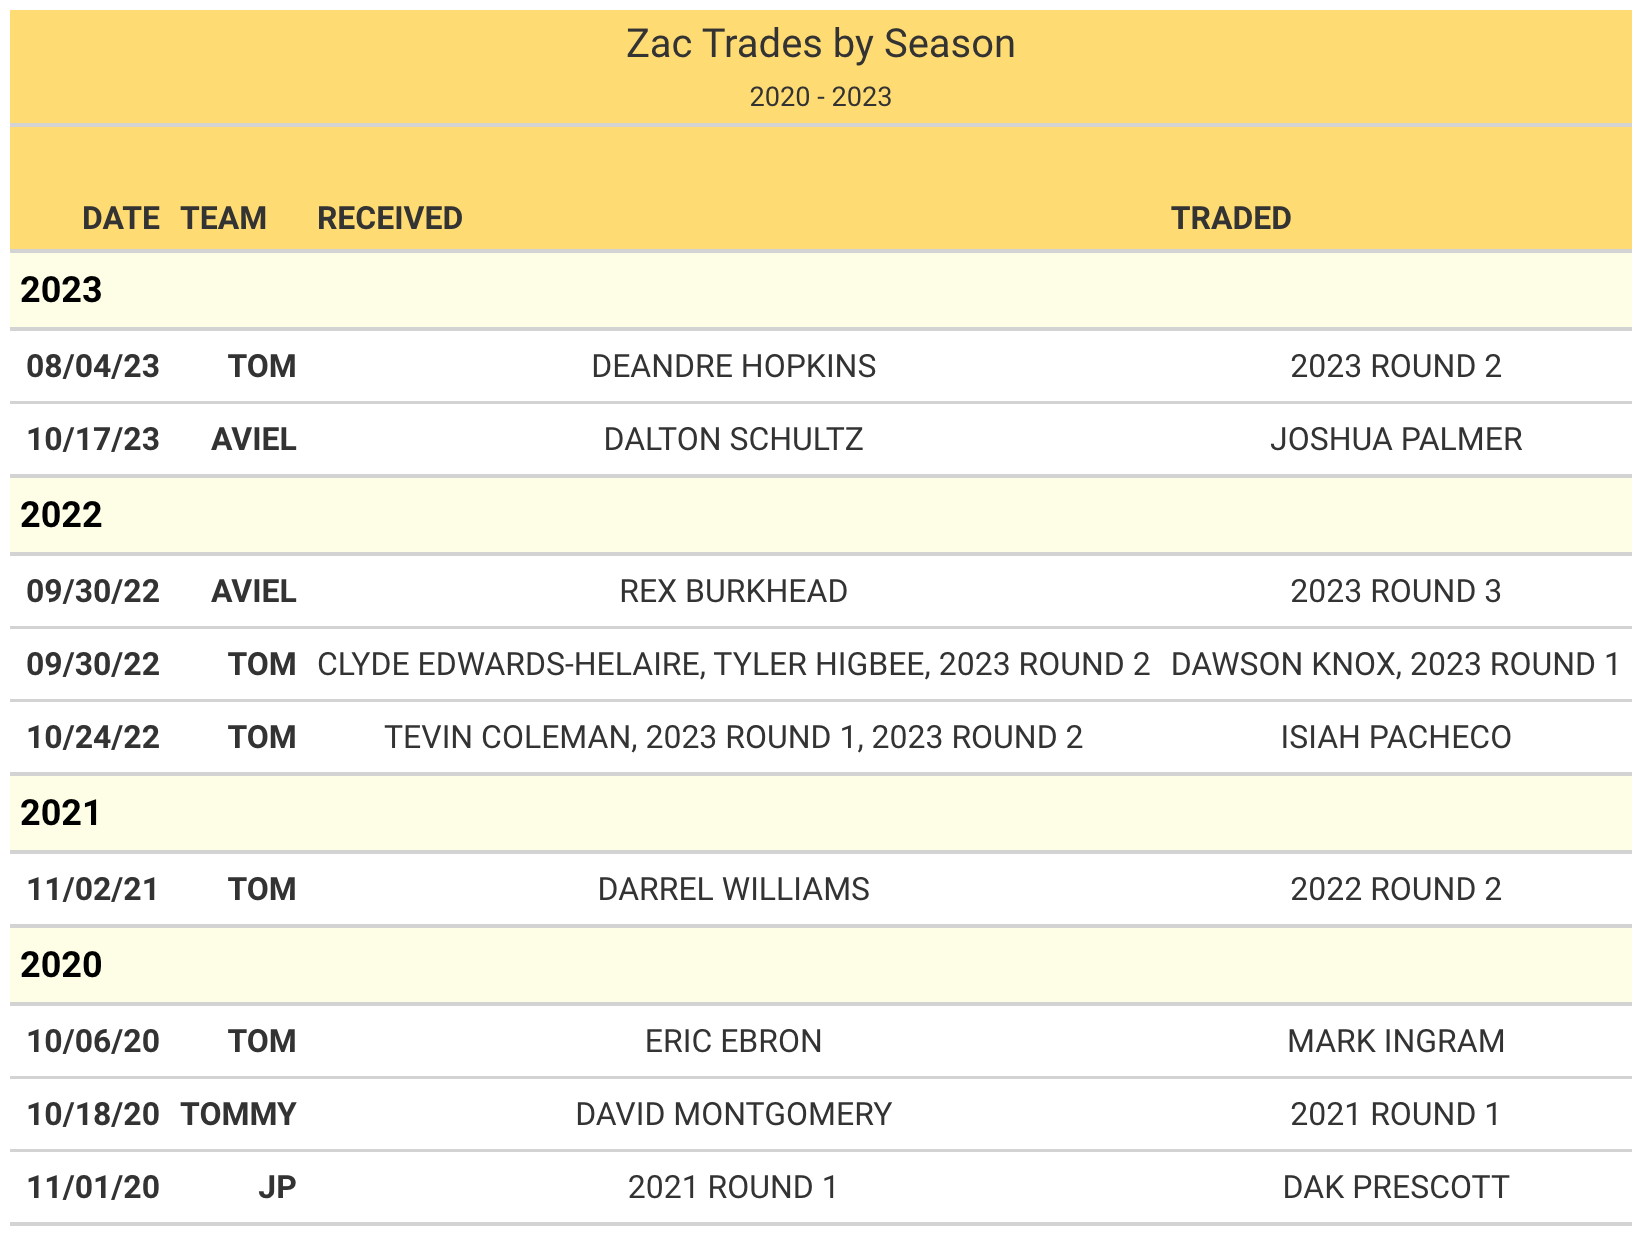 Zac Trades by Season
2020 - 2023
DATE TEAM RECEIVED TRADED
2023
08/04/23 TOM DEANDRE HOPKINS 2023 ROUND 2
10/17/23 AVIEL DALTON SCHULTZ JOSHUA PALMER
2022
09/30/22 AVIEL REX BURKHEAD 2023 ROUND 3
09/30/22 TOM CLYDE EDWARDS-HELAIRE, TYLER HIGBEE, 2023 ROUND 2 DAWSON KNOX, 2023 ROUND 1
10/24/22 TOM TEVIN COLEMAN, 2023 ROUND 1, 2023 ROUND 2 ISIAH PACHECO
2021
11/02/21 TOM DARREL WILLIAMS 2022 ROUND 2
2020
10/06/20 TOM ERIC EBRON MARK INGRAM
10/18/20 TOMMY DAVID MONTGOMERY 2021 ROUND 1
11/01/20 JP 2021 ROUND 1 DAK PRESCOTT